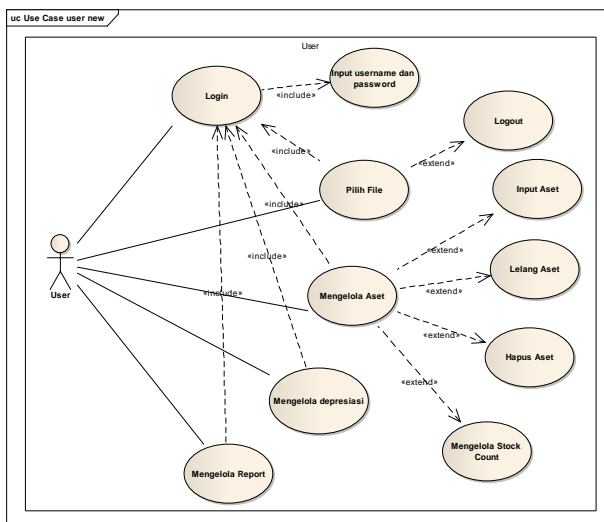 uc Use Case user new
User
Input username dan
password
Login
«include»
Logout
«include»
«extend»
Pilih File
Input Aset
«include»
«extend»
Lelang Aset
«include»
User
Mengelola Aset
«extend»
«include»
«extend»
Hapus Aset
«extend»
Mengelola depresiasi
Mengelola Stock
Count
Mengelola Report